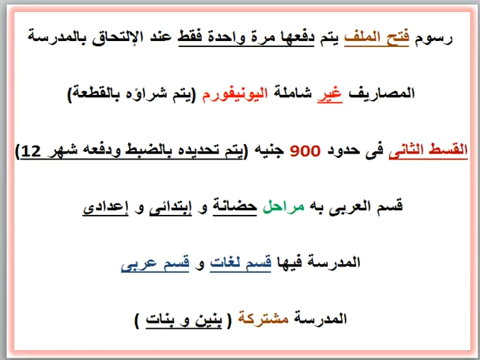 رسوم فتح الملف يتم دفعها مرة واحدة فقط عند الإلتحاق بالمدرسة
المصاريف غير شاملة اليونيفورم (يتم شراؤه بالقطعة)
القسط الثانى فى حدود 900 جنيه (يتم تحديده بالضبط ودفعه شهر 12)
قسم العربى به مراحل حضانة و إبتدائى و إعدادى
المدرسة فيها قسم لغات و قسم عربى
المدرسة مشتركة ( بنين و بنات )